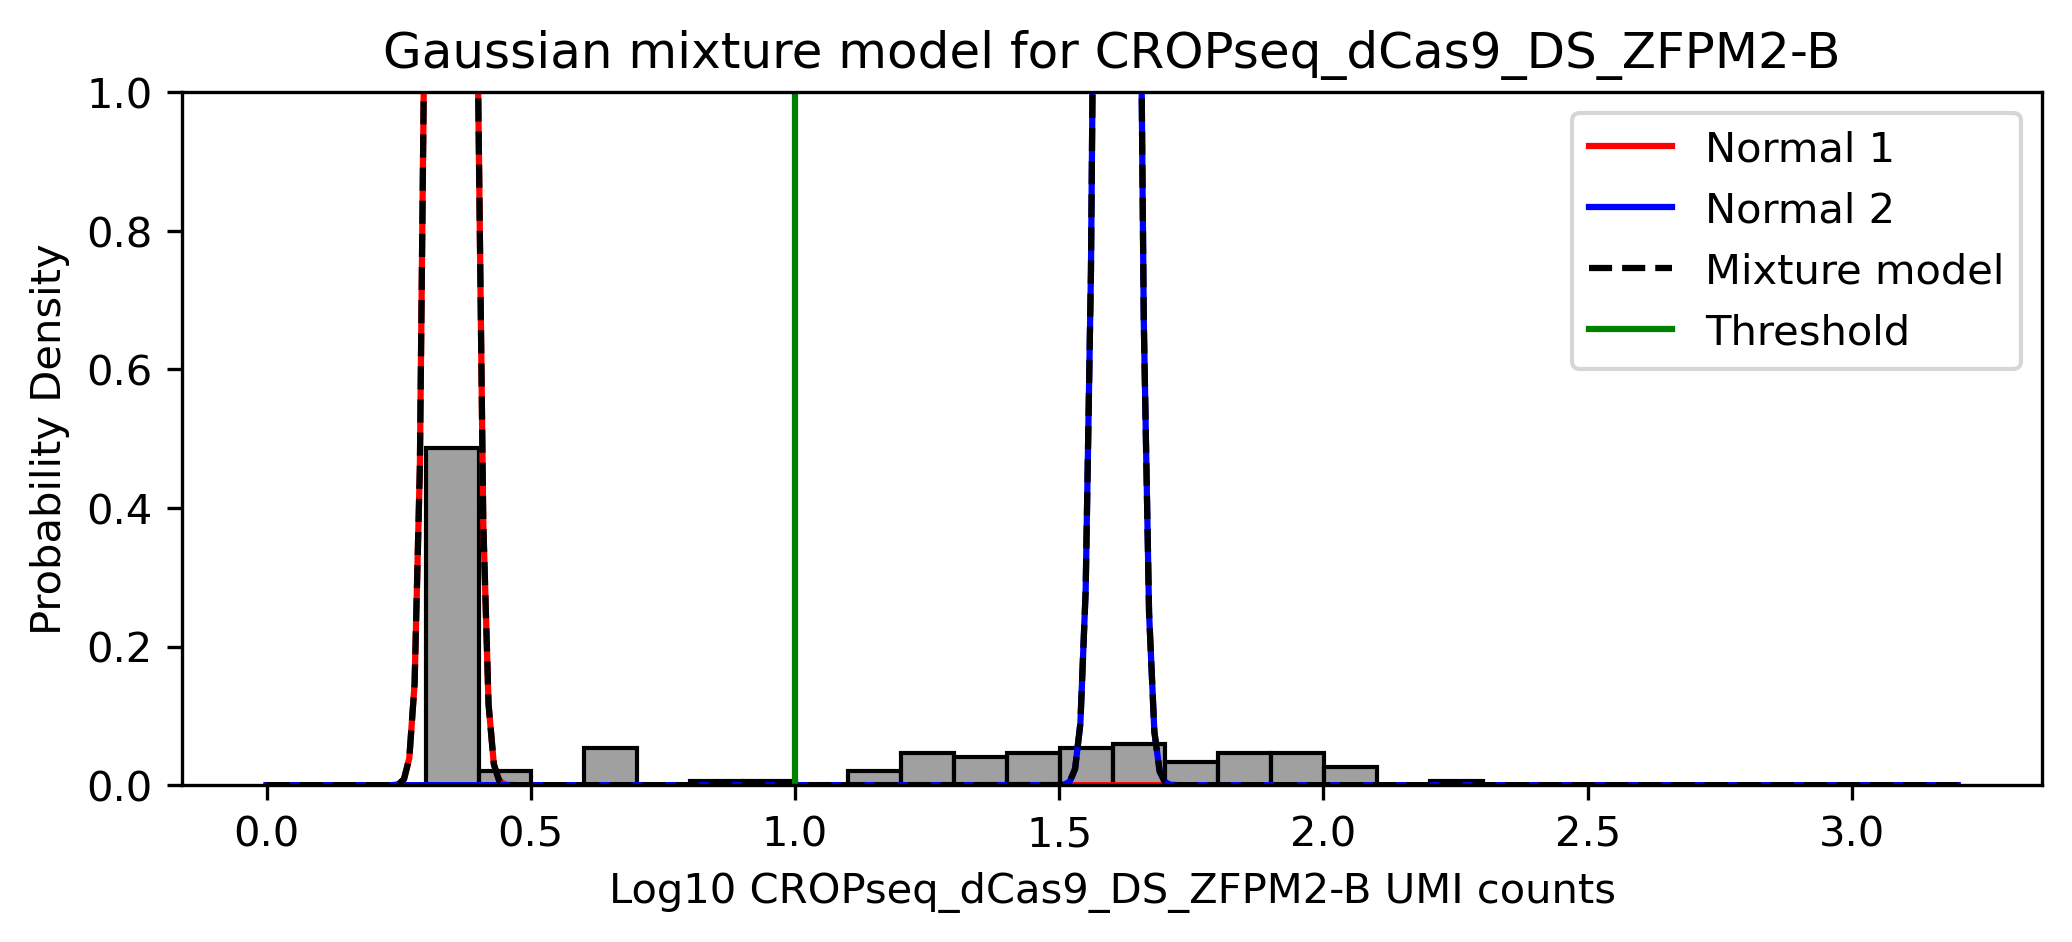 Gaussian mixture model for CROPseq_dCas9_DS_ZFPM2-B
Probability Density
1.0
0.8
0.6
0.4
0.2
0.0
Normal 1
Normal 2
Mixture model
Threshold
0.0 0.5 1.0 1.5 2.0 2.5 3.0
Log10 CROPseq_dCas9_DS_ZFPM2-B UMI counts